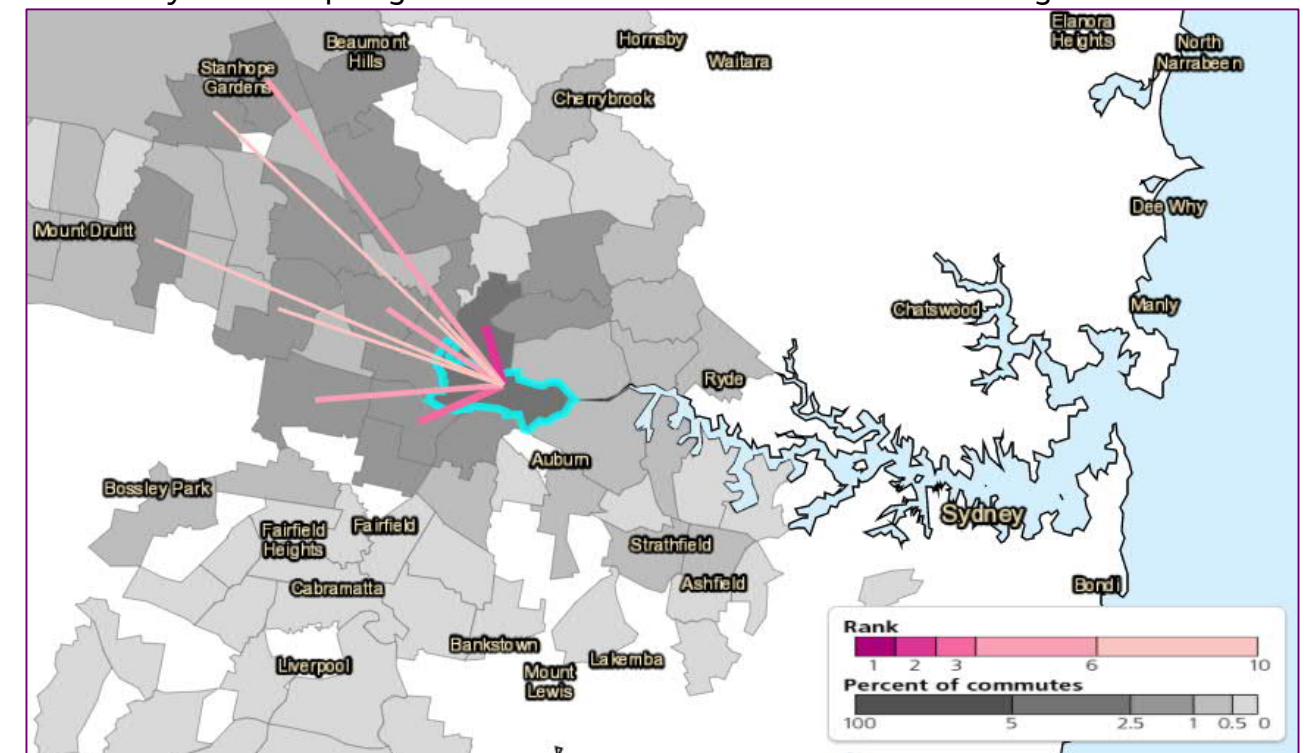 Elanora
Heights
Beaumont
Hills
Hornsby
North
Narrabeen
Waitara
Stanhope
Gardens
Cherrybrook
Dee Why
Mount Druitt
Chatswood
Manly
Ryde
Auburn
Bossley Park
Sydney
Fairfield
Heights
Fairfield
Strathfield
Cabramatta
Ashfield
Bondi
Bankstown
Liverpool
Mount
Lewis
Lakemba
Rank
1 2 3 6 10
Percent of commutes
100 5 2.5 1 0.5 0